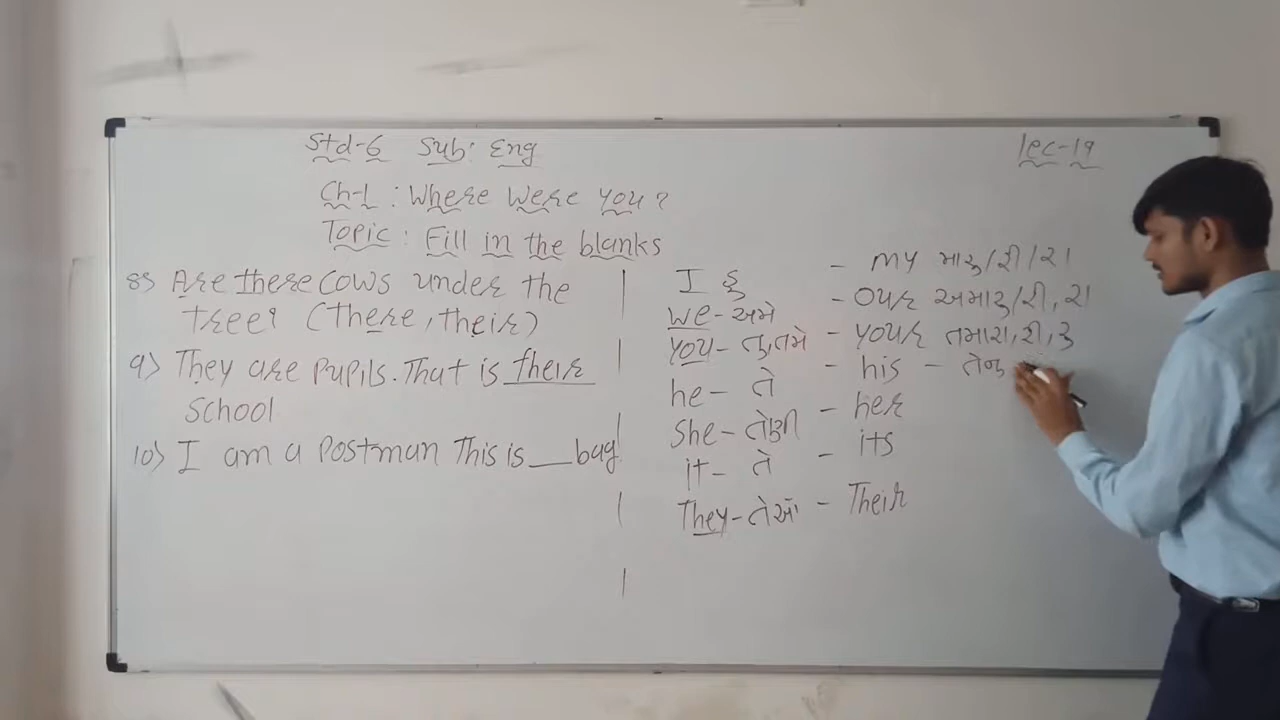 Std-6 Sub: Eng
lec-19
Ch-1 : Where were you?
Topic : Fill in the blanks
8) Are there cows under the
tree? (there, their)
9) They are pupils. That is their
School
10) I am a postman This is __ bag
I હું - my મારૂ/રી/રા
we - અમે - our અમારૂ/રી, રા
you - તુ,તમે - your તમારા, રી, રૂ
he - તે - his - તેનુ
She - તેણી - her
it - તે - its
They - તેઓ - Their